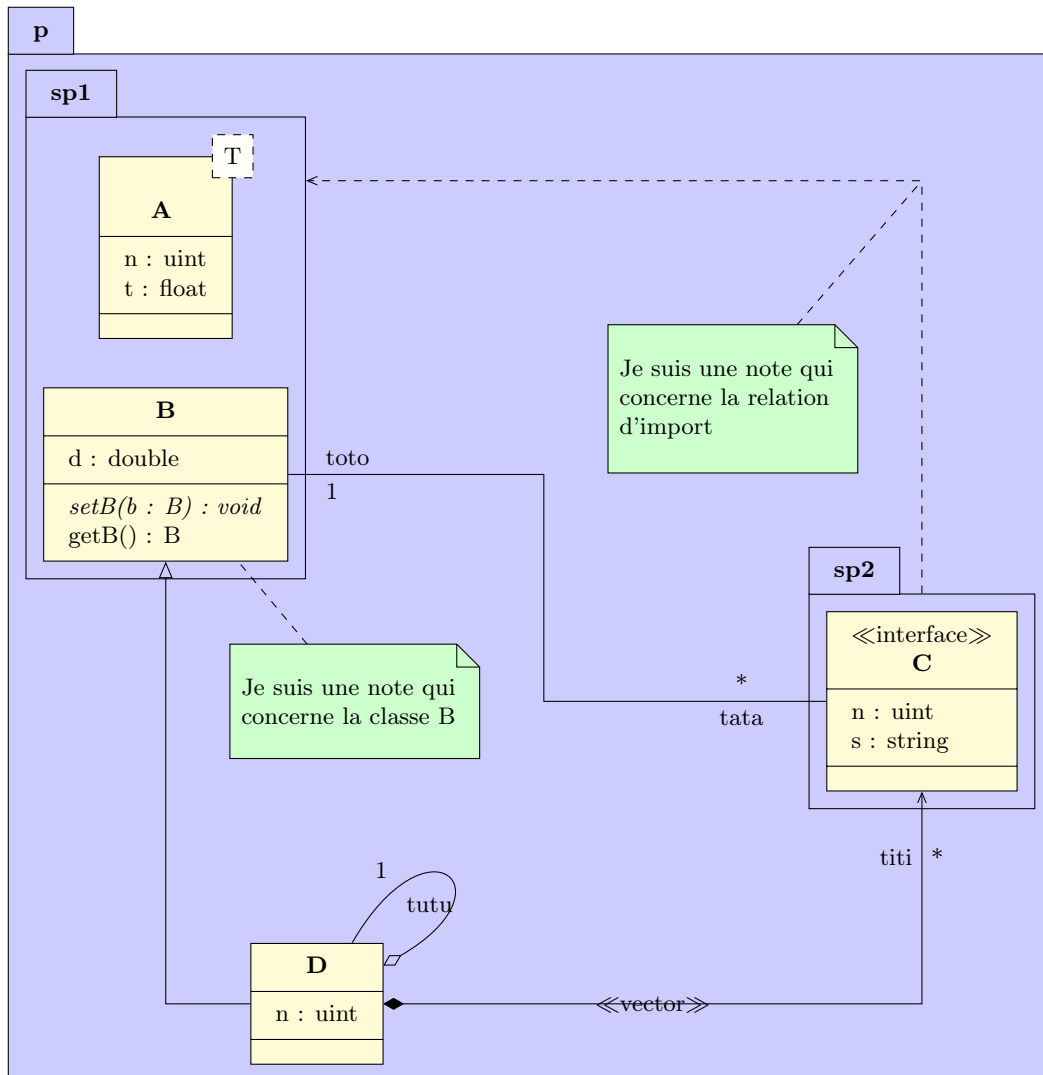 p
sp1
T
A
n : uint
t : float
Je suis une note qui
concerne la relation
d'import
B
d : double
setB(b : B) : void
getB() : B
toto
1
sp2
≪interface≫
C
n : uint
s : string
*
tata
Je suis une note qui
concerne la classe B
titi *
1
tutu
D
n : uint
≪vector≫